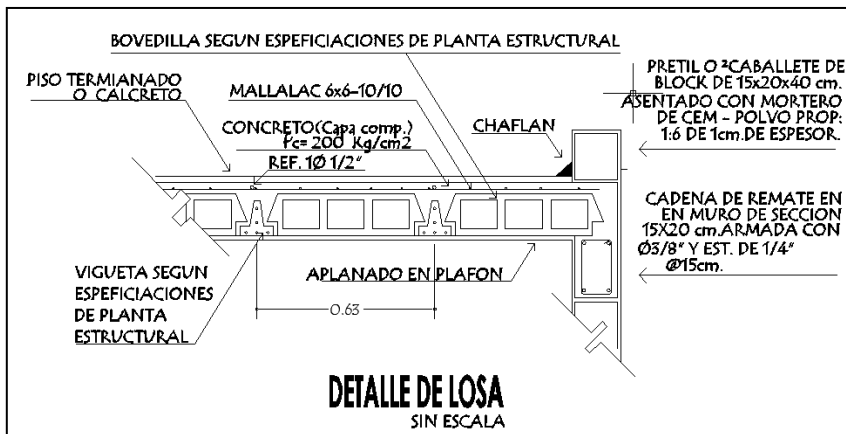 BOVEDILLA SEGUN ESPEFICIACIONES DE PLANTA ESTRUCTURAL
PISO TERMIANADO
O CALCRETO
MALLALAC 6x6-10/10
CONCRETO(Capa comp.)
f'c= 200 Kg/cm2
REF. 1Ø 1/2"
CHAFLAN
PRETIL O ²CABALLETE DE
BLOCK DE 15x20x40 cm.
ASENTADO CON MORTERO
DE CEM - POLVO PROP:
1:6 DE 1cm.DE ESPESOR.
CADENA DE REMATE EN
EN MURO DE SECCION
15X20 cm.ARMADA CON
Ø3/8" Y EST. DE 1/4"
@15cm.
VIGUETA SEGUN
ESPEFICIACIONES
DE PLANTA
ESTRUCTURAL
APLANADO EN PLAFON
0.63
DETALLE DE LOSA
SIN ESCALA